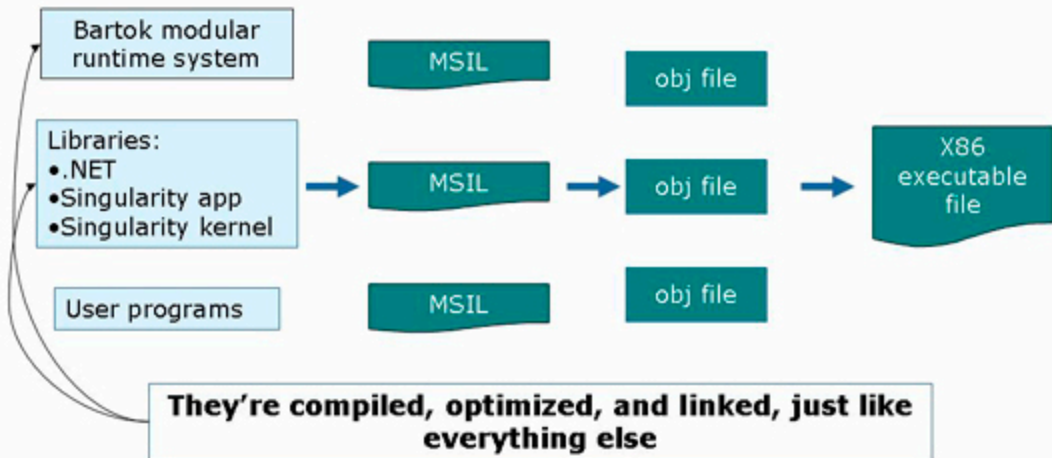 Bartok modular
runtime system
MSIL
obj file
Libraries:
•.NET
•Singularity app
•Singularity kernel
MSIL
obj file
X86
executable
file
User programs
MSIL
obj file
They're compiled, optimized, and linked, just like
everything else